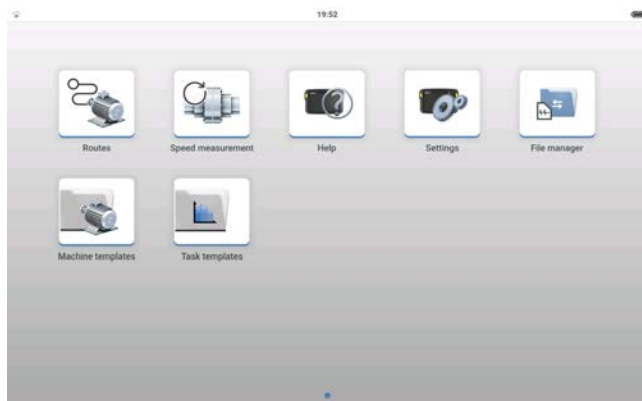 19:52
Routes
Speed measurement
Help
Settings
File manager
Machine templates
Task templates